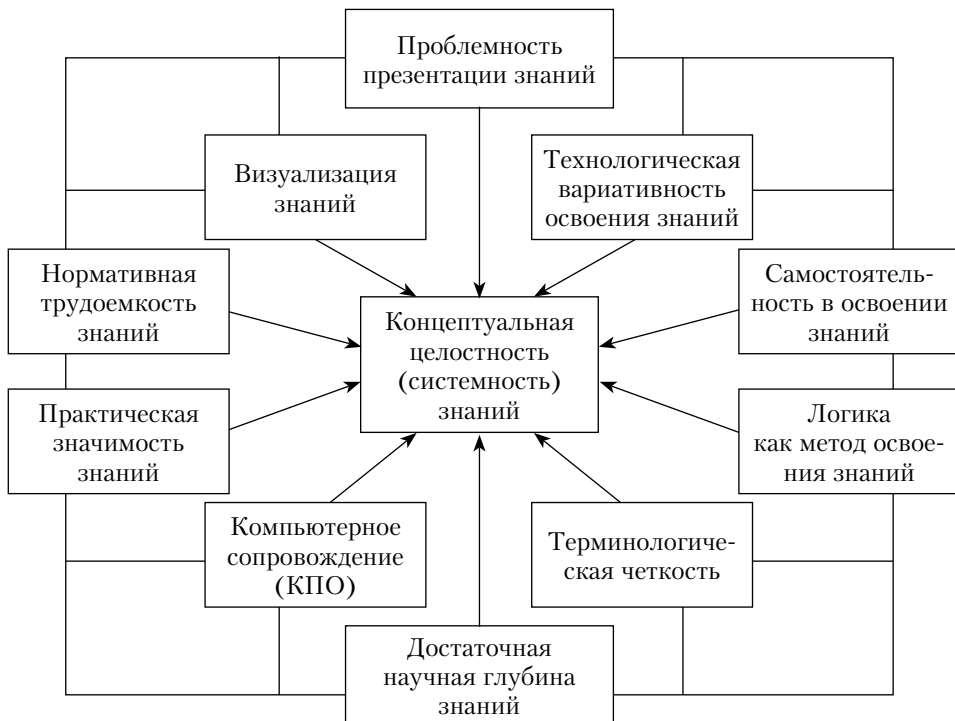 Проблемность
презентации знаний
Визуализация
знаний
Технологическая
вариативность
освоения знаний
Нормативная
трудоемкость
знаний
Концептуальная
целостность
(системность)
знаний
Самостоятель-
ность в освоении
знаний
Практическая
значимость
знаний
Логика
как метод освое-
ния знаний
Компьютерное
сопровождение
(КПО)
Терминологиче-
ская четкость
Достаточная
научная глубина
знаний